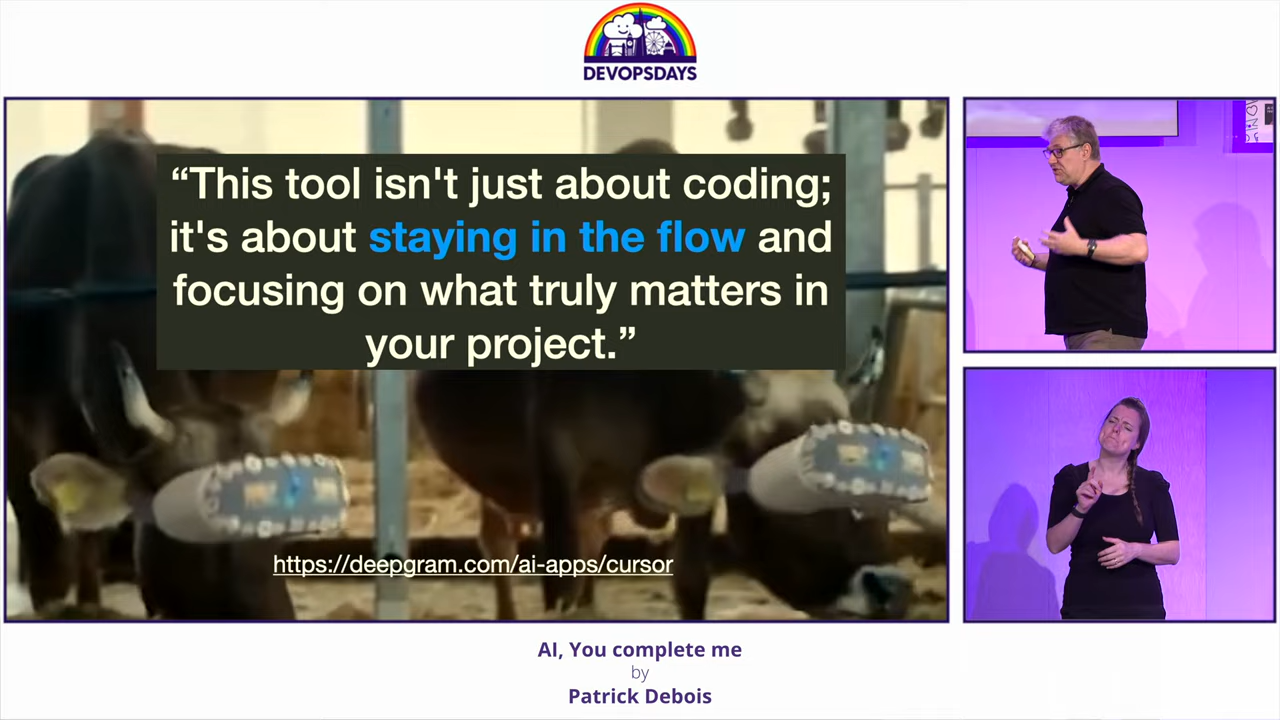 DEVOPSDAYS
“This tool isn't just about coding;
it's about staying in the flow and
focusing on what truly matters in
your project.”
https://deepgram.com/ai-apps/cursor
AI, You complete me
by
Patrick Debois